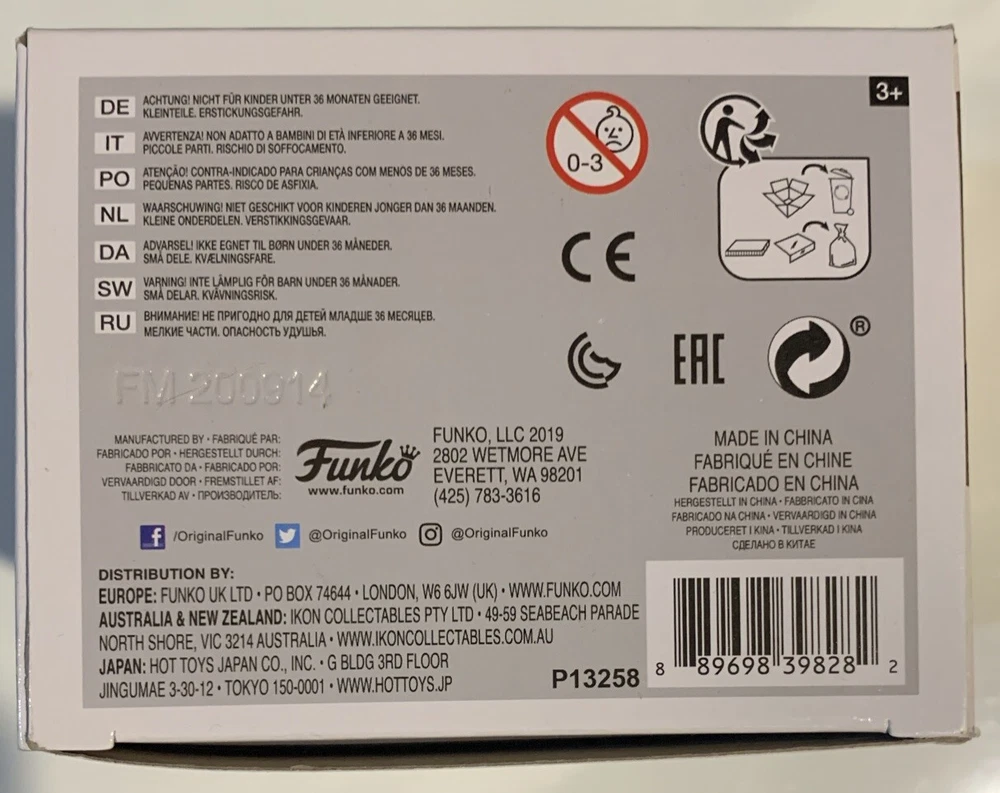 3+
DE ACHTUNG! NICHT FÜR KINDER UNTER 36 MONATEN GEEIGNET.
KLEINTEILE. ERSTICKUNGSGEFAHR.
IT AVVERTENZA! NON ADATTO A BAMBINI DI ETÀ INFERIORE A 36 MESI.
PICCOLE PARTI. RISCHIO DI SOFFOCAMENTO.
PO ATENÇÃO! CONTRA-INDICADO PARA CRIANÇAS COM MENOS DE 36 MESES.
PEQUENAS PARTES. RISCO DE ASFIXIA.
NL WAARSCHUWING! NIET GESCHIKT VOOR KINDEREN JONGER DAN 36 MAANDEN.
KLEINE ONDERDELEN. VERSTIKKINGSGEVAAR.
DA ADVARSEL! IKKE EGNET TIL BØRN UNDER 36 MÅNEDER.
SMÅ DELE. KVÆLNINGSFARE.
SW VARNING! INTE LÄMPLIG FÖR BARN UNDER 36 MÅNADER.
SMÅ DELAR. KVÄVNINGSRISK.
RU ВНИМАНИЕ! НЕ ПРИГОДНО ДЛЯ ДЕТЕЙ МЛАДШЕ 36 МЕСЯЦЕВ.
МЕЛКИЕ ЧАСТИ. ОПАСНОСТЬ УДУШЬЯ.
0-3
CE
EAC
®
FM-200914
MANUFACTURED BY • FABRIQUÉ PAR:
FABRICADO POR • HERGESTELLT DURCH:
FABBRICATO DA • FABRICADO POR:
VERVAARDIGD DOOR • FREMSTILLET AF:
TILLVERKAD AV • ПРОИЗВОДИТЕЛЬ:
Funko
www.funko.com
FUNKO, LLC 2019
2802 WETMORE AVE
EVERETT, WA 98201
(425) 783-3616
MADE IN CHINA
FABRIQUÉ EN CHINE
FABRICADO EN CHINA
HERGESTELLT IN CHINA • FABBRICATO IN CINA
FABRICADO NA CHINA • VERVAARDIGD IN CHINA
PRODUCERET I KINA • TILLVERKAD I KINA
СДЕЛАНО В КИТАЕ
f /OriginalFunko @OriginalFunko @OriginalFunko
DISTRIBUTION BY:
EUROPE: FUNKO UK LTD • PO BOX 74644 • LONDON, W6 6JW (UK) • WWW.FUNKO.COM
AUSTRALIA & NEW ZEALAND: IKON COLLECTABLES PTY LTD • 49-59 SEABEACH PARADE
NORTH SHORE, VIC 3214 AUSTRALIA • WWW.IKONCOLLECTABLES.COM.AU
JAPAN: HOT TOYS JAPAN CO., INC. • G BLDG 3RD FLOOR
JINGUMAE 3-30-12 • TOKYO 150-0001 • WWW.HOTTOYS.JP
P13258
8 89698 39828 2